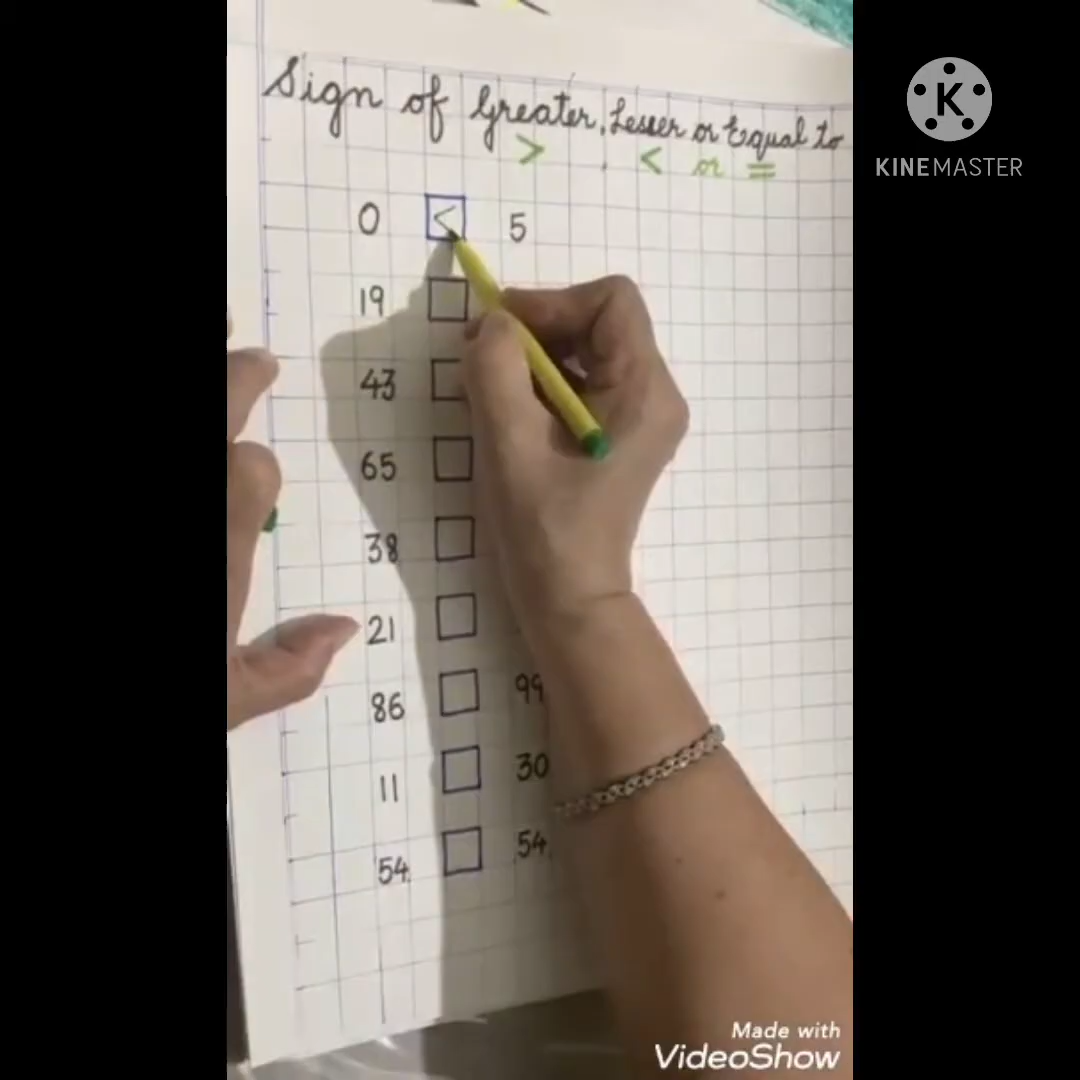 Sign of Greater, Lesser or Equal to
> , < or =
0 < 5
19
43
65
38
21
86 99
11 30
54 54
K
KINEMASTER
Made with
VideoShow